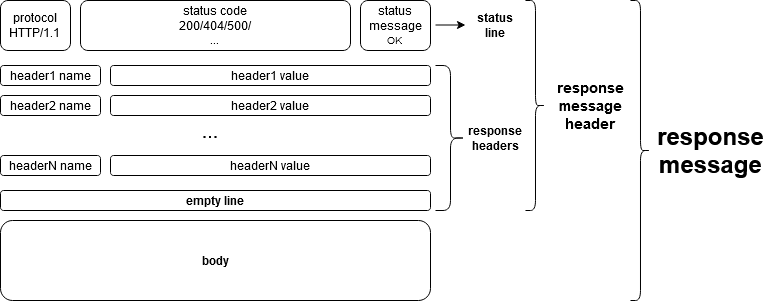 protocol
HTTP/1.1
status code
200/404/500/
...
status
message
OK
status
line
header1 name
header1 value
header2 name
header2 value
...
headerN name
headerN value
response
headers
empty line
response
message
header
body
response
message